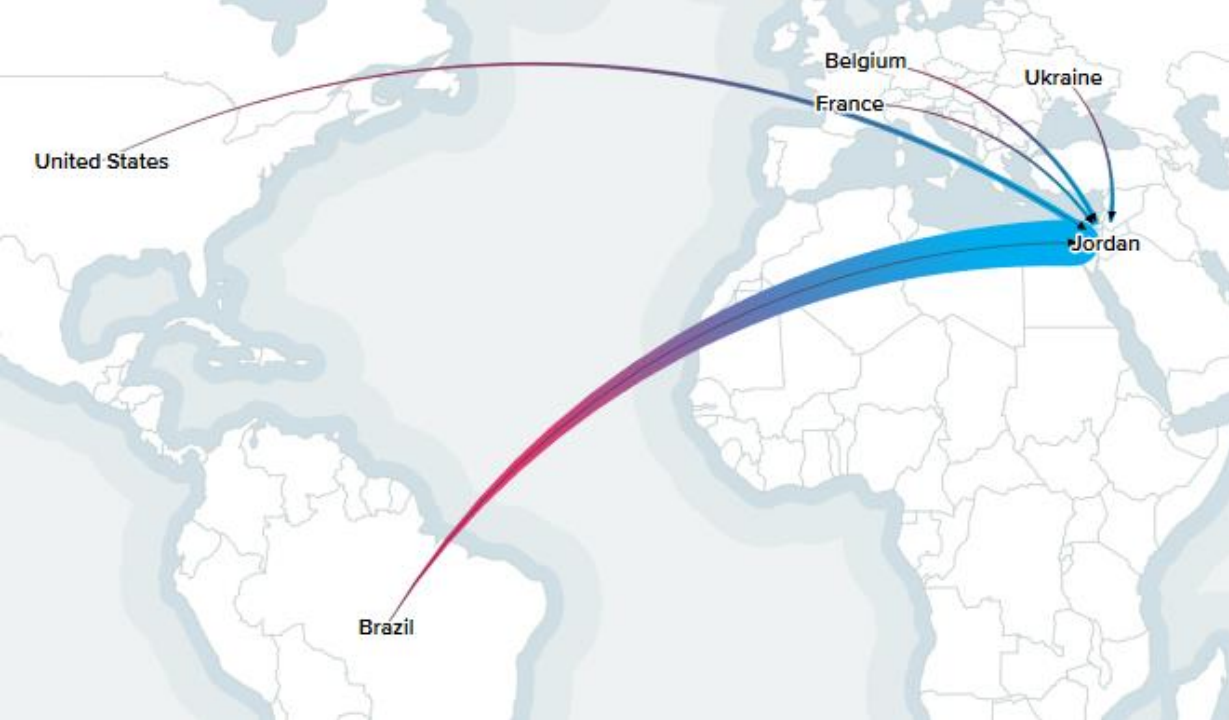 Belgium
Ukraine
France
United States
Jordan
Brazil